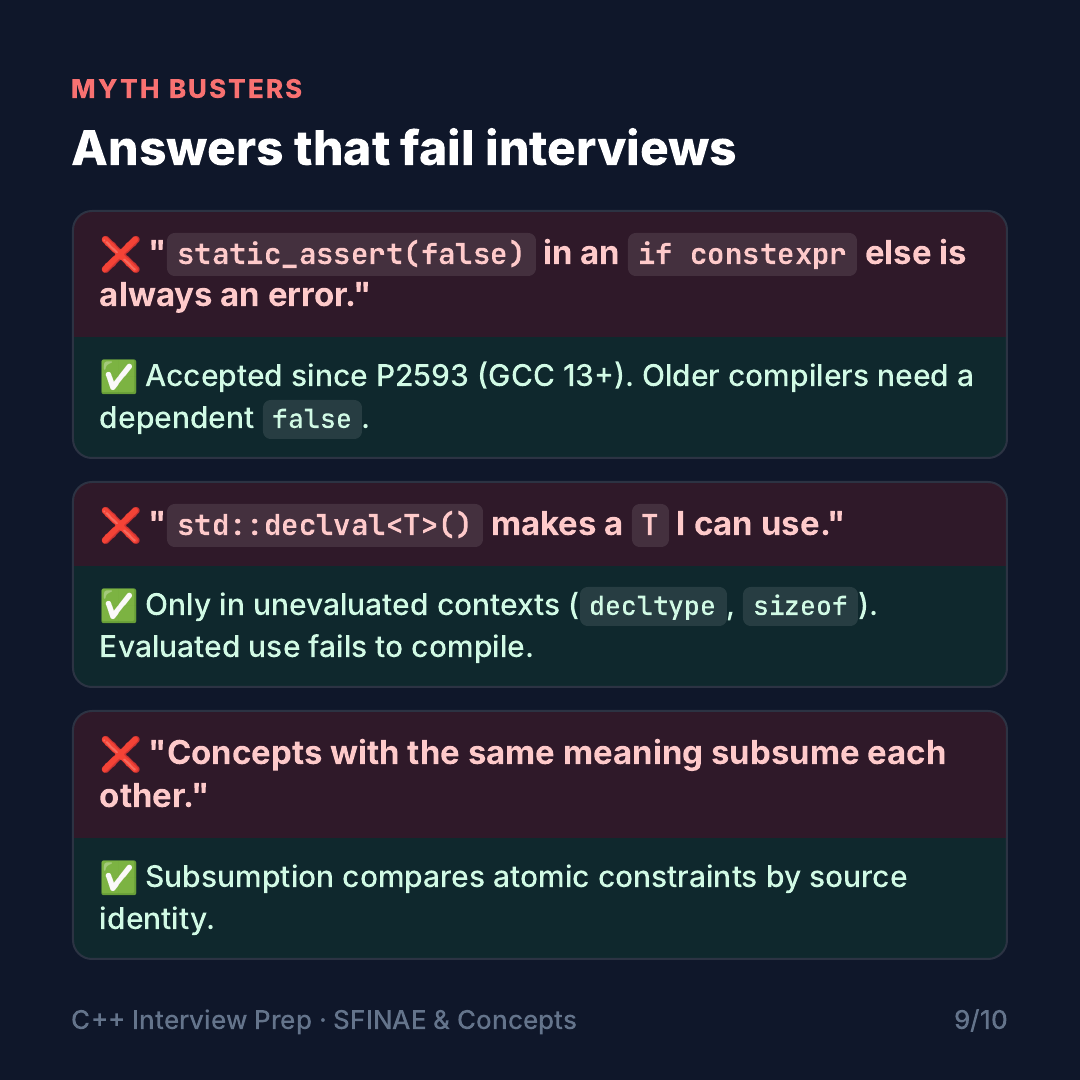 MYTH BUSTERS
Answers that fail interviews
❌ "static_assert(false) in an if constexpr else is
always an error."
✅ Accepted since P2593 (GCC 13+). Older compilers need a
dependent false.
❌ "std::declval<T>() makes a T I can use."
✅ Only in unevaluated contexts (decltype, sizeof).
Evaluated use fails to compile.
❌ "Concepts with the same meaning subsume each
other."
✅ Subsumption compares atomic constraints by source
identity.
C++ Interview Prep · SFINAE & Concepts
9/10